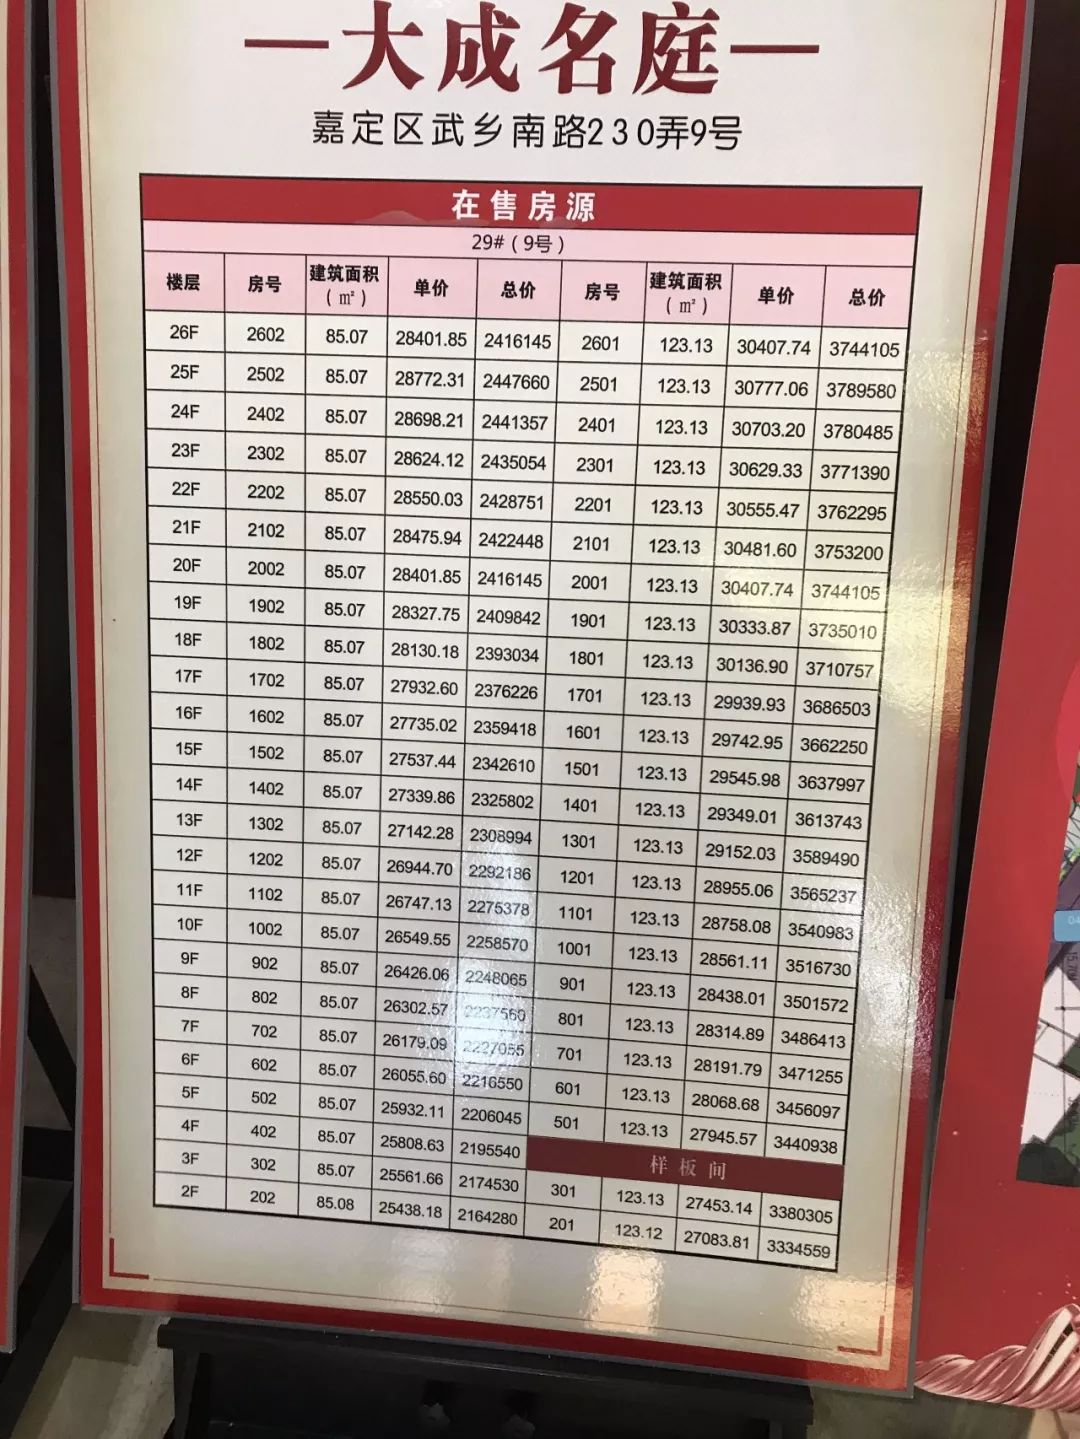 大成名庭
嘉定区武乡南路230弄9号
在售房源
29#（9号）
楼层 房号 建筑面积（㎡） 单价 总价 房号 建筑面积（㎡） 单价 总价
26F 2602 85.07 28401.85 2416145 2601 123.13 30407.74 3744105
25F 2502 85.07 28772.31 2447660 2501 123.13 30777.06 3789580
24F 2402 85.07 28698.21 2441357 2401 123.13 30703.20 3780485
23F 2302 85.07 28624.12 2435054 2301 123.13 30629.33 3771390
22F 2202 85.07 28550.03 2428751 2201 123.13 30555.47 3762295
21F 2102 85.07 28475.94 2422448 2101 123.13 30481.60 3753200
20F 2002 85.07 28401.85 2416145 2001 123.13 30407.74 3744105
19F 1902 85.07 28327.75 2409842 1901 123.13 30333.87 3735010
18F 1802 85.07 28130.18 2393034 1801 123.13 30136.90 3710757
17F 1702 85.07 27932.60 2376226 1701 123.13 29939.93 3686503
16F 1602 85.07 27735.02 2359418 1601 123.13 29742.95 3662250
15F 1502 85.07 27537.44 2342610 1501 123.13 29545.98 3637997
14F 1402 85.07 27339.86 2325802 1401 123.13 29349.01 3613743
13F 1302 85.07 27142.28 2308994 1301 123.13 29152.03 3589490
12F 1202 85.07 26944.70 2292186 1201 123.13 28955.06 3565237
11F 1102 85.07 26747.13 2275378 1101 123.13 28758.08 3540983
10F 1002 85.07 26549.55 2258570 1001 123.13 28561.11 3516730
9F 902 85.07 26426.06 2248065 901 123.13 28438.01 3501572
8F 802 85.07 26302.57 2237560 801 123.13 28314.89 3486413
7F 702 85.07 26179.09 2227055 701 123.13 28191.79 3471255
6F 602 85.07 26055.60 2216550 601 123.13 28068.68 3456097
5F 502 85.07 25932.11 2206045 501 123.13 27945.57 3440938
4F 402 85.07 25808.63 2195540 样板间
3F 302 85.07 25561.66 2174530 301 123.13 27453.14 3380305
2F 202 85.08 25438.18 2164280 201 123.12 27083.81 3334559